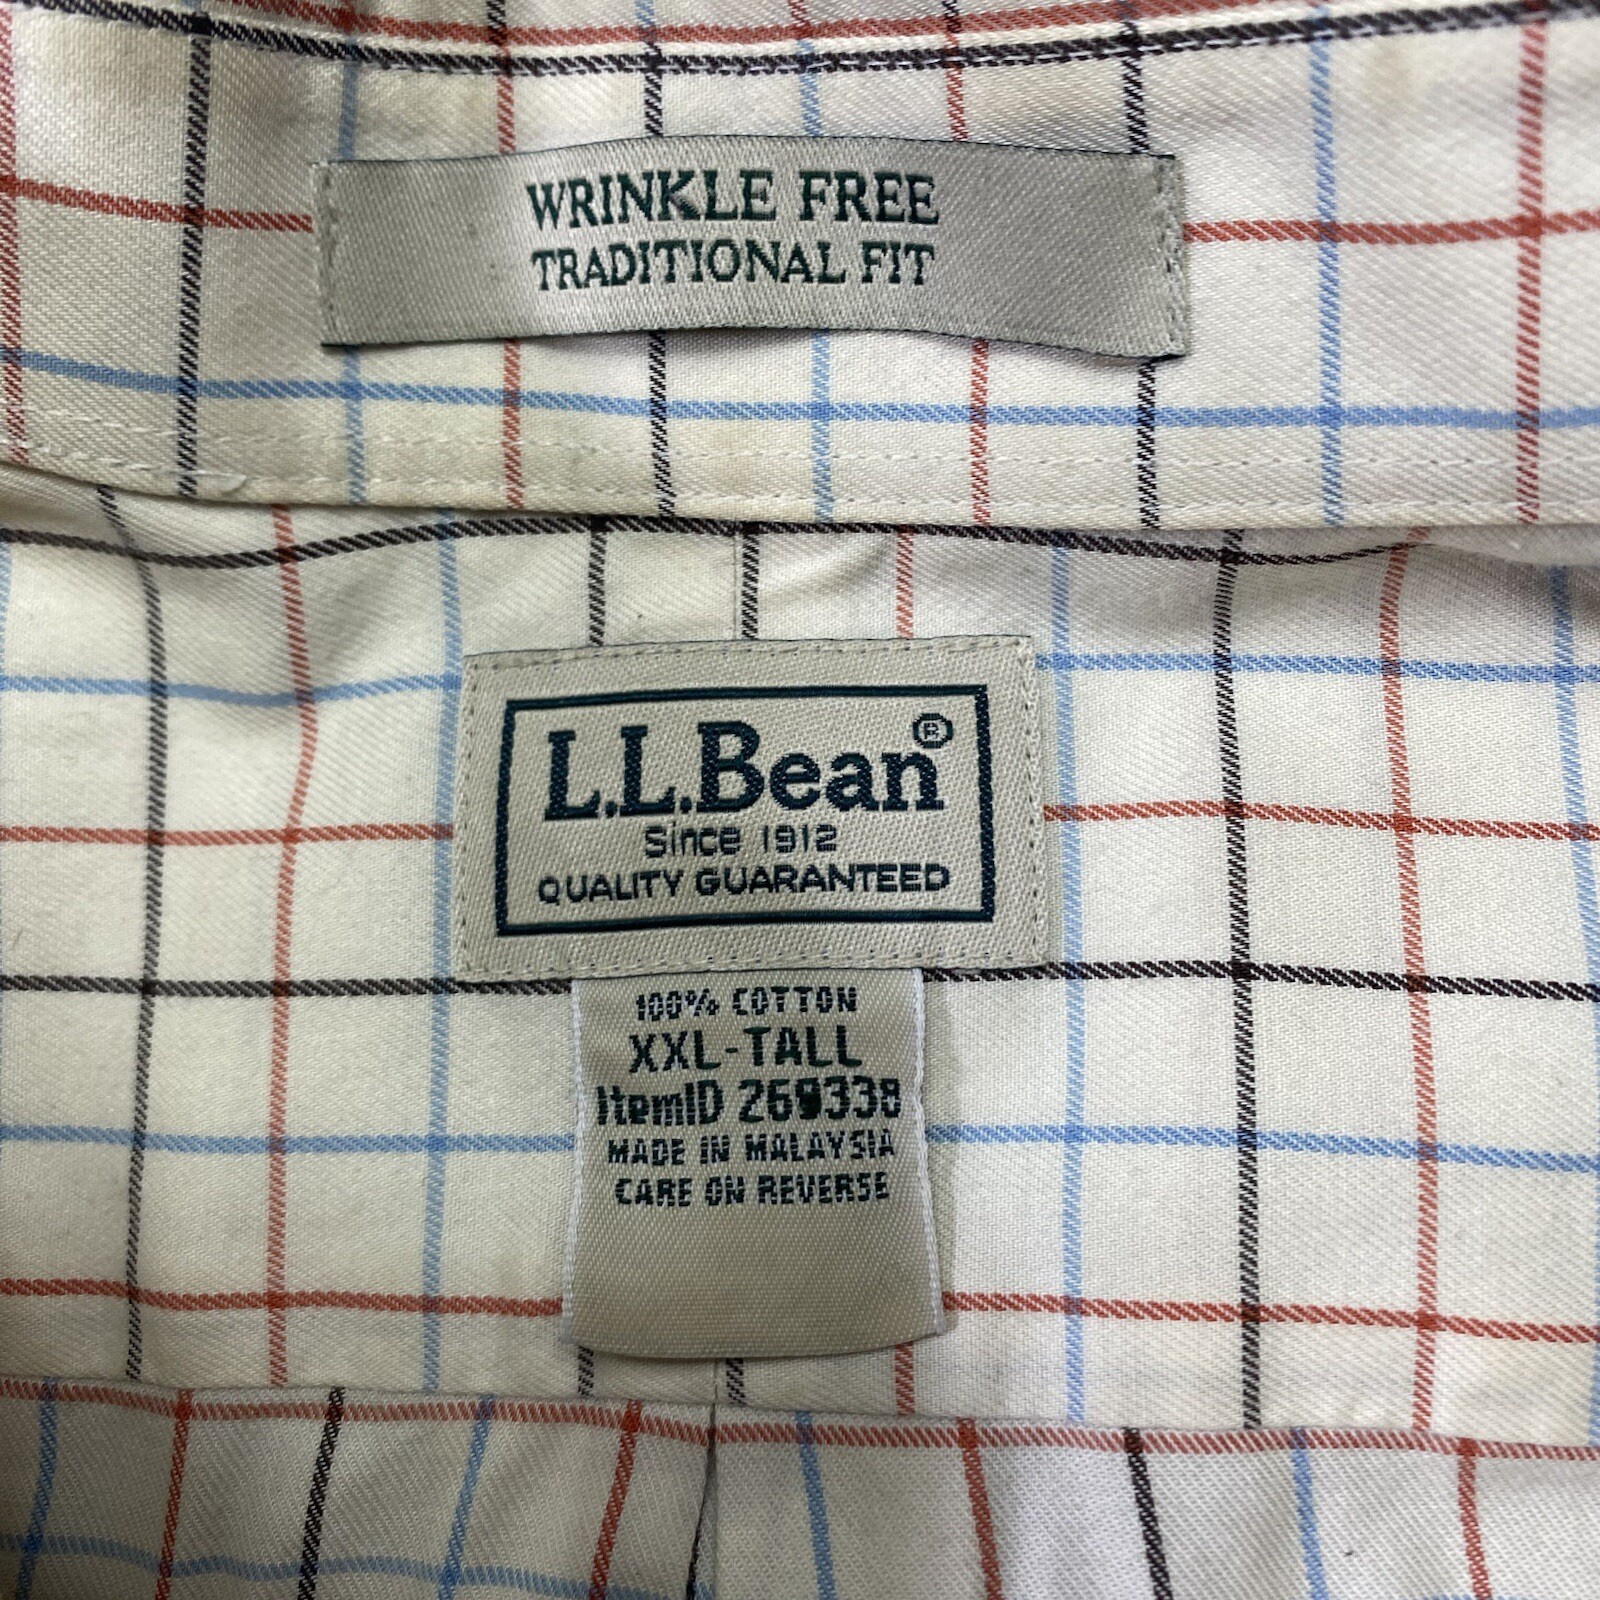 WRINKLE FREE
TRADITIONAL FIT
L.L.Bean®
Since 1912
QUALITY GUARANTEED
100% COTTON
XXL-TALL
ItemID 269338
MADE IN MALAYSIA
CARE ON REVERSE